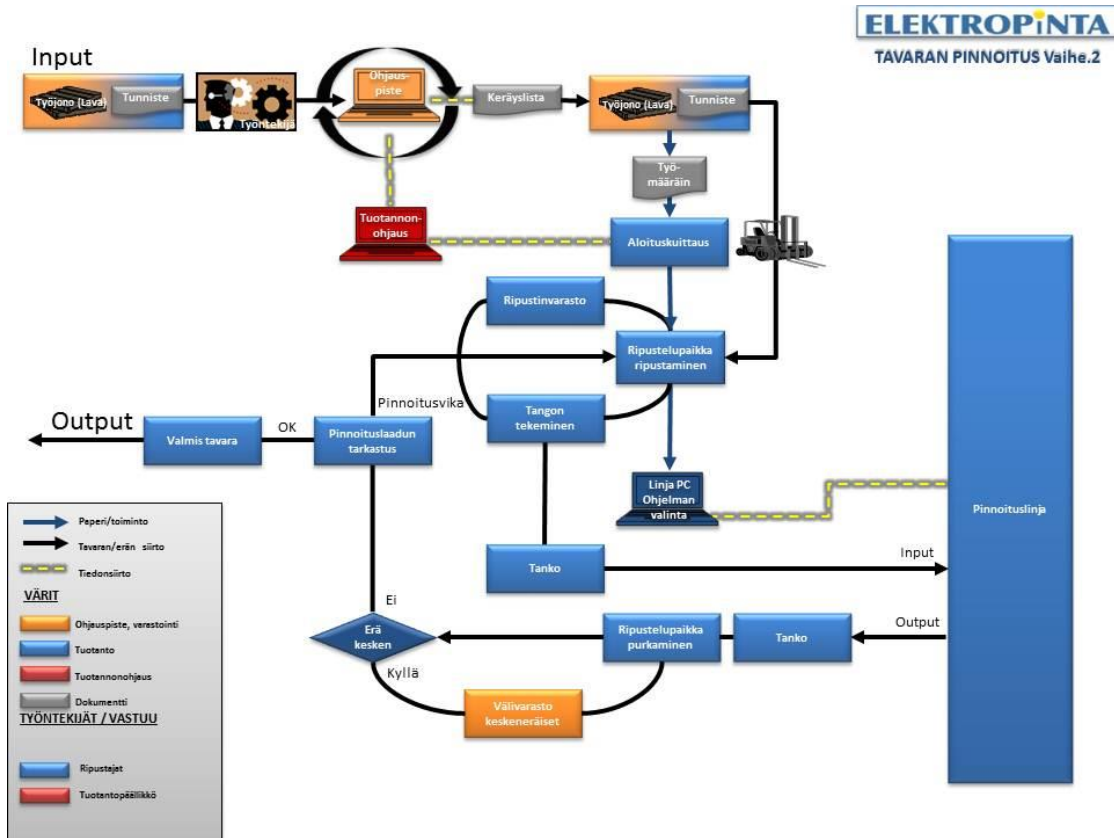 ELEKTROPiNTA
TAVARAN PINNOITUS Vaihe.2
Input
Työjono (Lava)
Tunniste
Työntekijä
Ohjaus-
piste
Keräyslista
Työjono (Lava)
Tunniste
Työ-
määräin
Tuotannon-
ohjaus
Aloituskuittaus
Ripustinvarasto
Ripustelupaikka
ripustaminen
Pinnoitusvika
Tangon
tekeminen
Output
Valmis tavara
OK
Pinnoituslaadun
tarkastus
Linja PC
Ohjelman
valinta
Pinnoituslinja
Tanko
Input
Ei
Erä
kesken
Kyllä
Ripustelupaikka
purkaminen
Tanko
Output
Välivarasto
keskeneräiset
Paperi/toiminto
Tavaran/erän siirto
Tiedonsiirto
VÄRIT
Ohjauspiste, varastointi
Tuotanto
Tuotannonohjaus
Dokumentti
TYÖNTEKIJÄT / VASTUU
Ripustajat
Tuotantopäällikkö